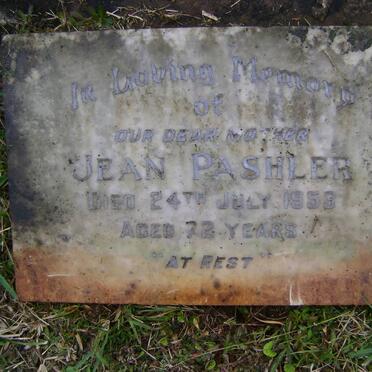 In Loving Memory
of
OUR DEAR MOTHER
JEAN PASHLER
DIED 24TH JULY 1953
AGED 72 YEARS
"AT REST"